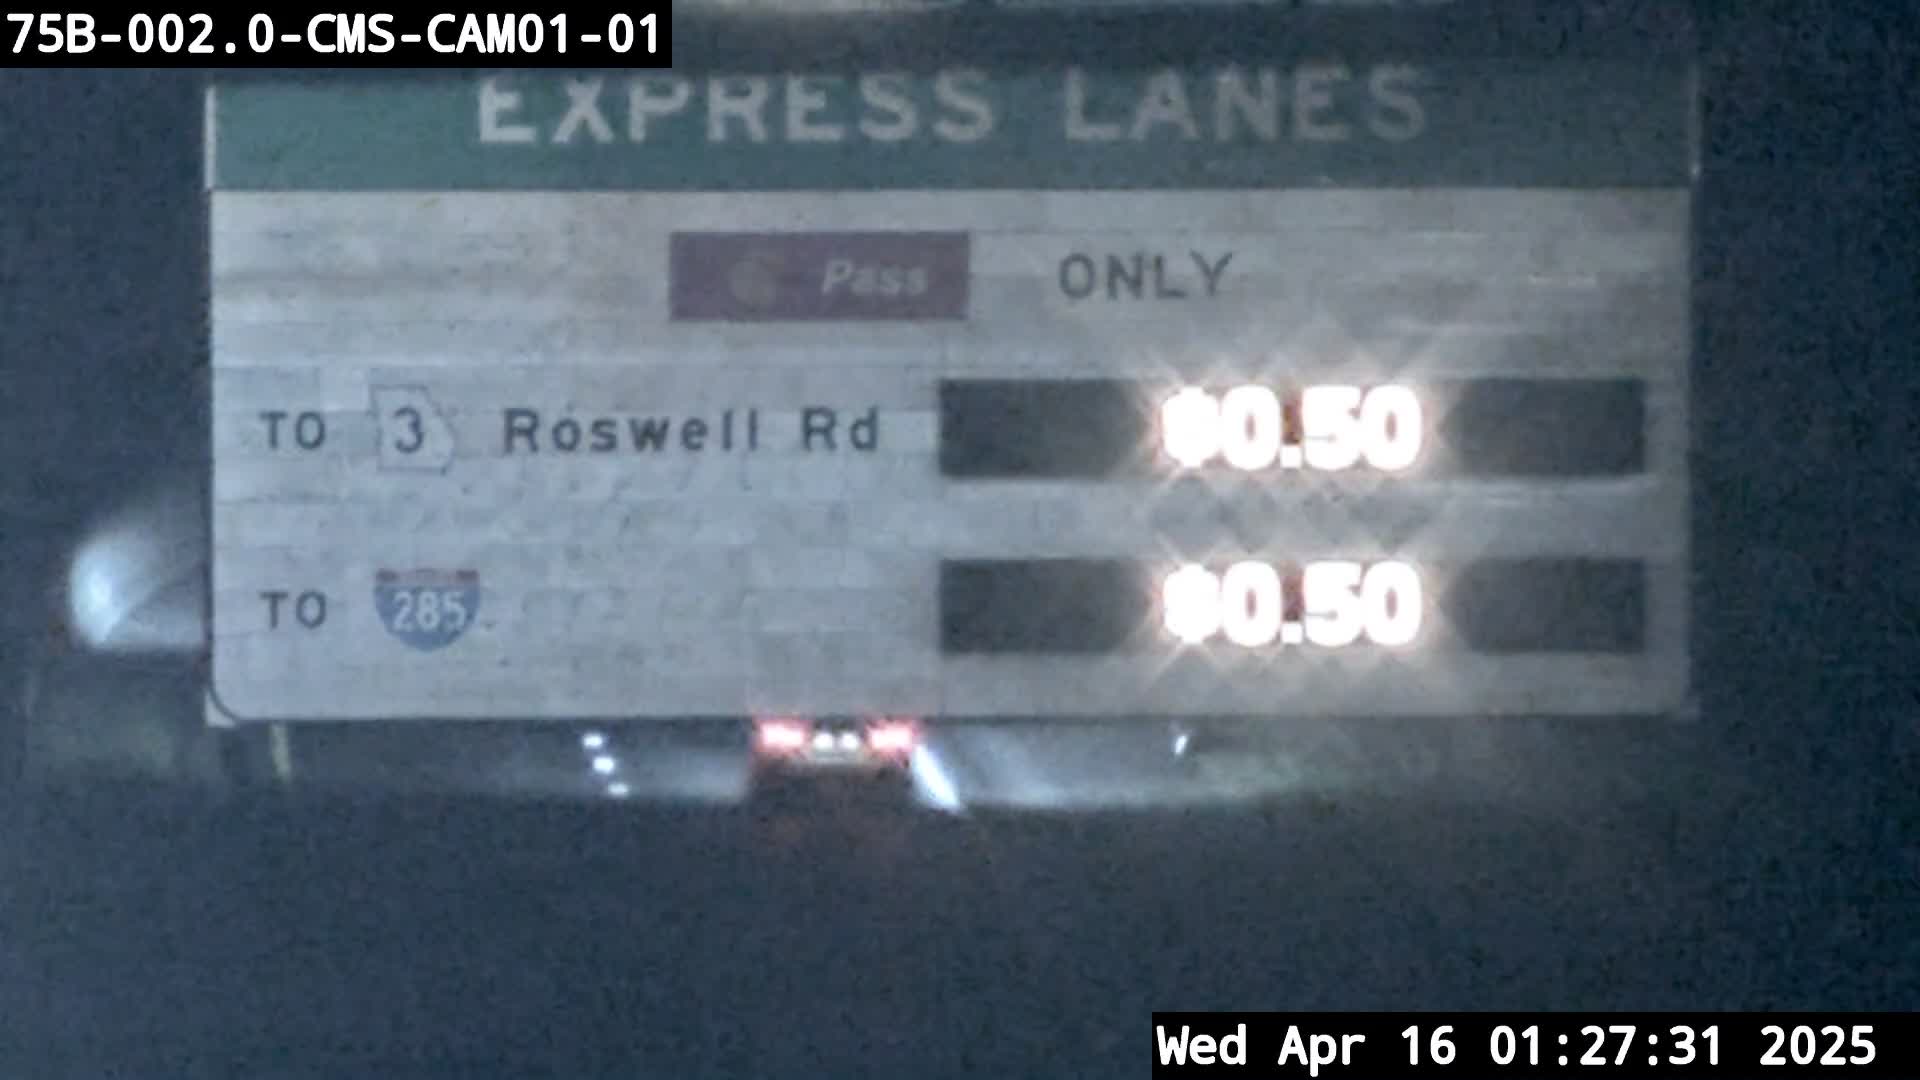 75B-002.0-CMS-CAM01-01
EXPRESS LANES
Pass ONLY
TO 3 Roswell Rd $0.50
TO 285 $0.50
Wed Apr 16 01:27:31 2025